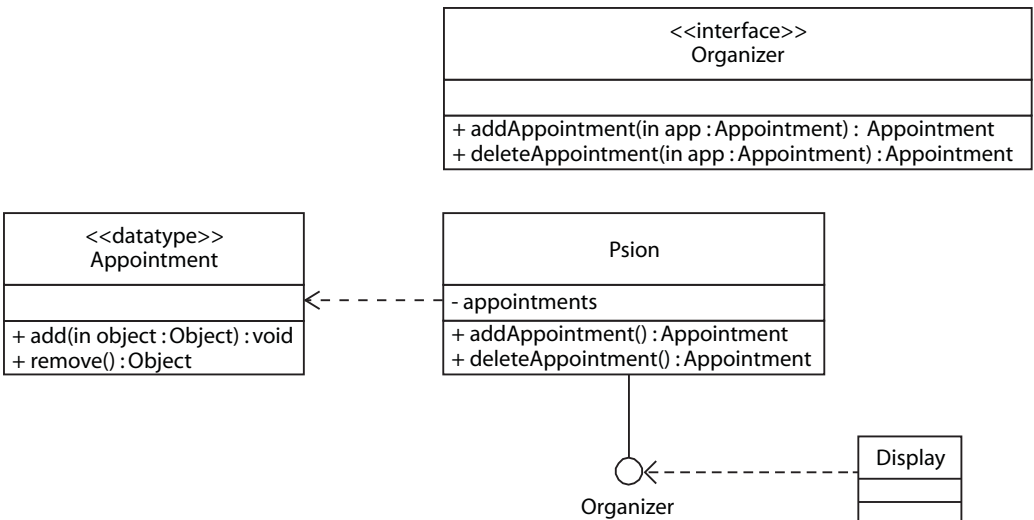 <<interface>>
Organizer
+ addAppointment(in app : Appointment) : Appointment
+ deleteAppointment(in app : Appointment) : Appointment
<<datatype>>
Appointment
+ add(in object : Object) : void
+ remove() : Object
Psion
- appointments
+ addAppointment() : Appointment
+ deleteAppointment() : Appointment
Organizer
Display